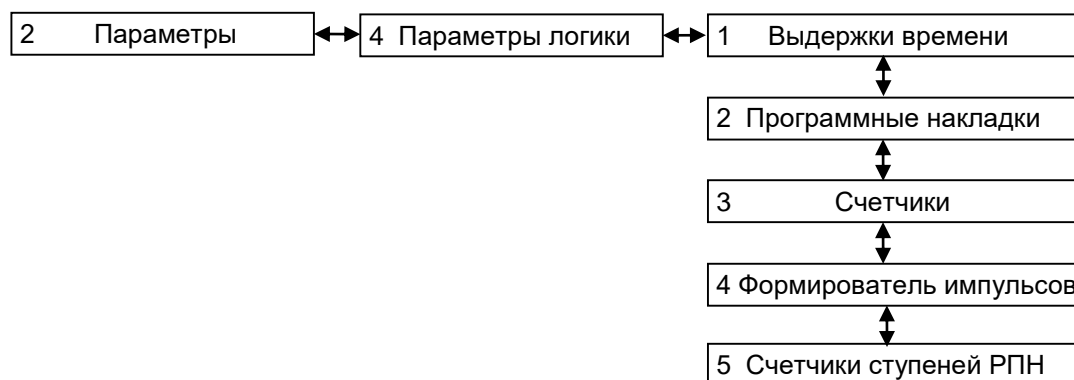 2 Параметры
4 Параметры логики
1 Выдержки времени
2 Программные накладки
3 Счетчики
4 Формирователь импульсов
5 Счетчики ступеней РПН